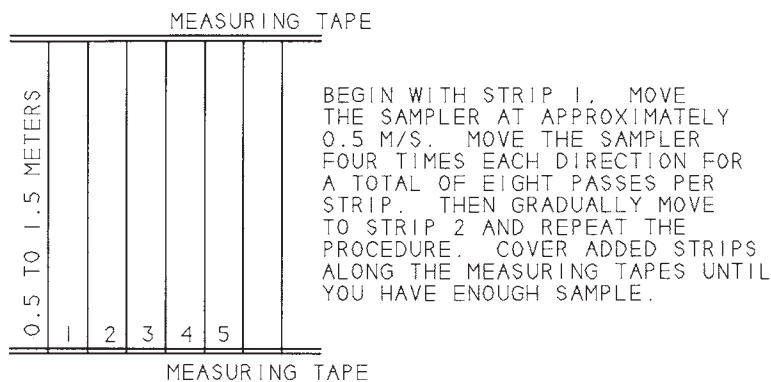 MEASURING TAPE
0.5 TO 1.5 METERS
1 2 3 4 5
BEGIN WITH STRIP 1. MOVE
THE SAMPLER AT APPROXIMATELY
0.5 M/S. MOVE THE SAMPLER
FOUR TIMES EACH DIRECTION FOR
A TOTAL OF EIGHT PASSES PER
STRIP. THEN GRADUALLY MOVE
TO STRIP 2 AND REPEAT THE
PROCEDURE. COVER ADDED STRIPS
ALONG THE MEASURING TAPES UNTIL
YOU HAVE ENOUGH SAMPLE.
MEASURING TAPE